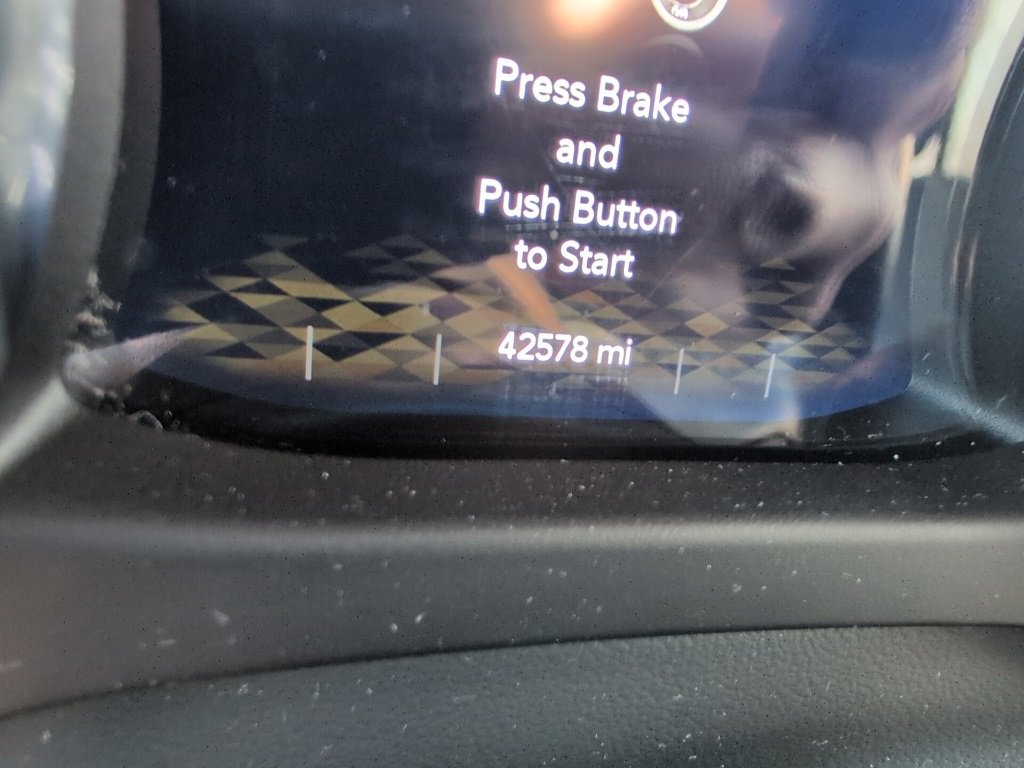 Press Brake
and
Push Button
to Start
42578 mi